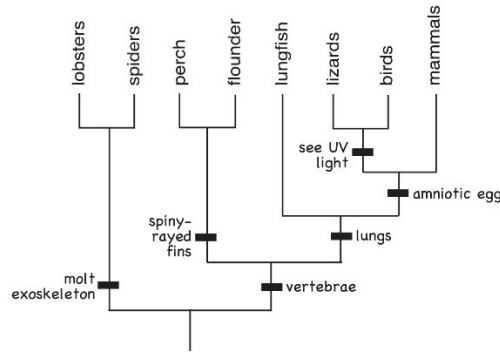 lobsters
spiders
perch
flounder
lungfish
lizards
birds
mammals
see UV
light
amniotic egg
spiny-
rayed
fins
lungs
molt
exoskeleton
vertebrae